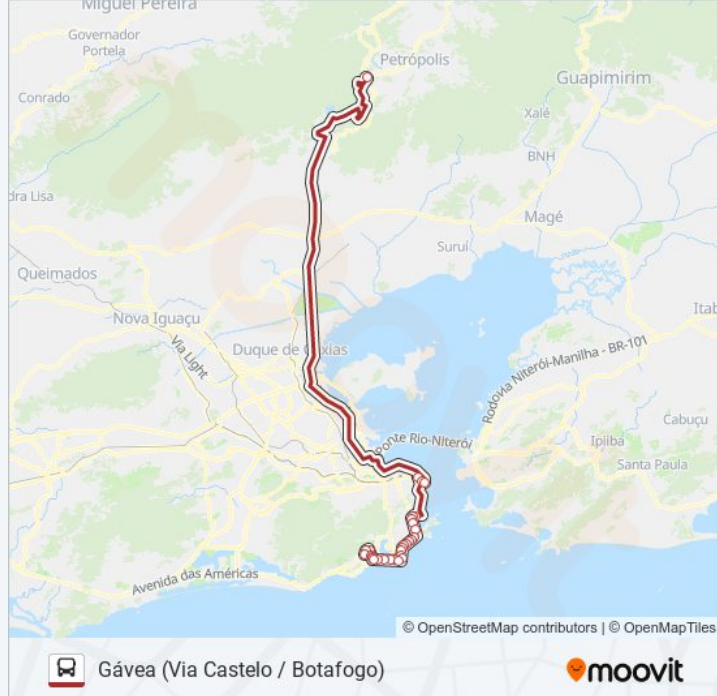 Miguel Pereira
Governador
Portela
Petrópolis
Guapimirim
Conrado
Xalé
BNH
dra Lisa
Magé
Suruí
Queimados
Itab
Nova Iguaçu
Via Light
Duque de Caxias
Rodovia Niterói-Manilha - BR-101
Cabuçu
Ponte Rio-Niterói
Ipiíba
Santa Paula
Avenida das Américas
© OpenStreetMap contributors | © OpenMapTiles
Gávea (Via Castelo / Botafogo)
moovit